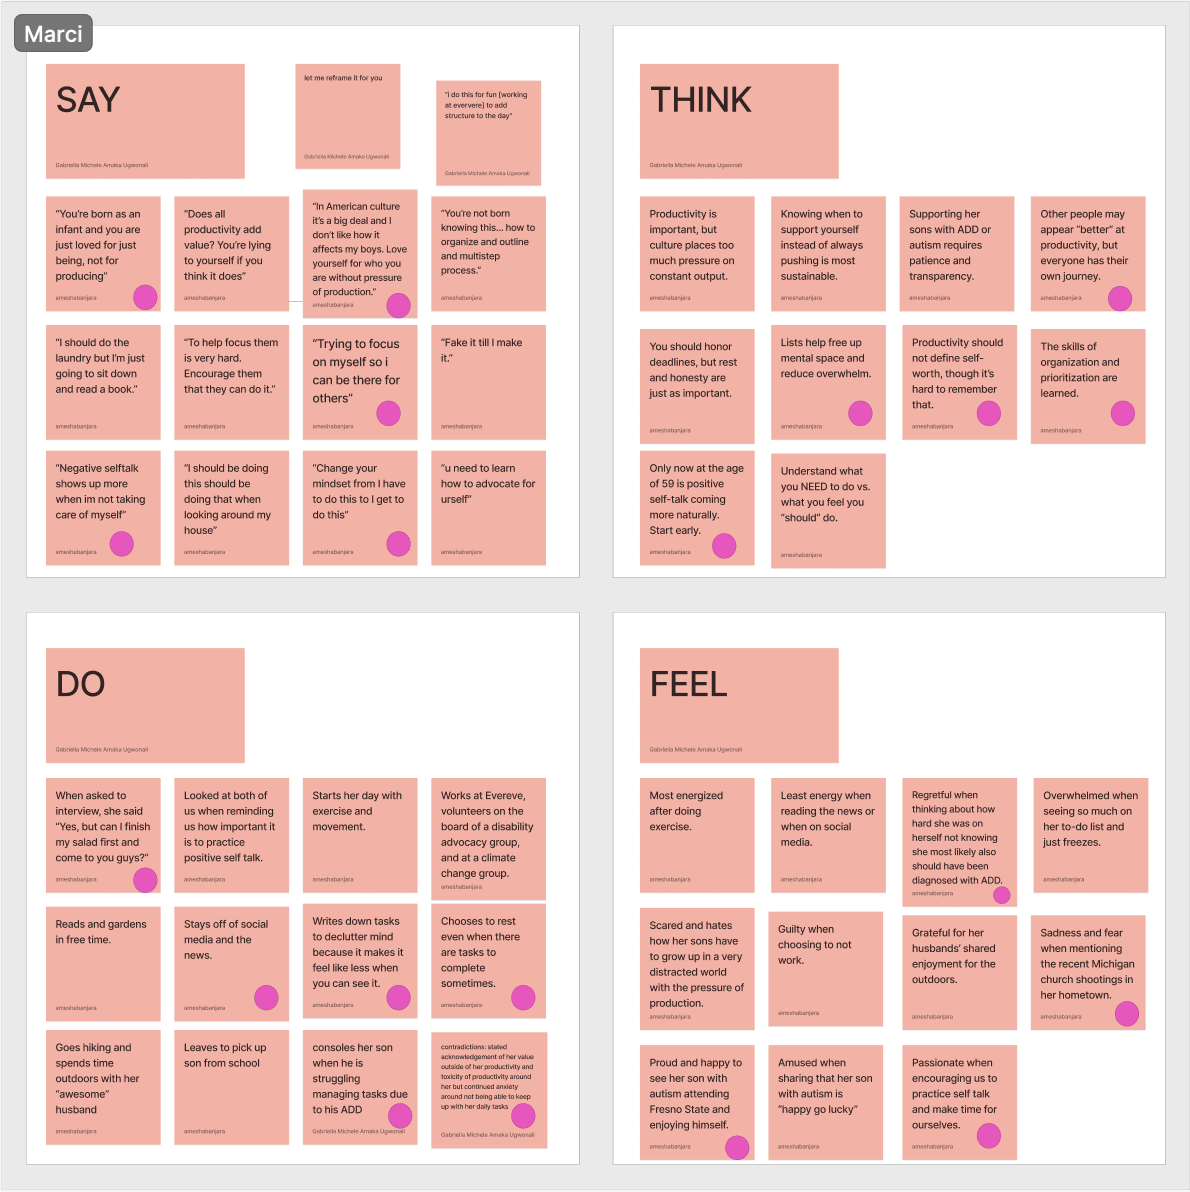 Marci
SAY
Gabriella Michele Amaka Ugwonali
let me reframe it for you
Gabriella Michele Amaka Ugwonali
"i do this for fun [working
at eververe] to add
structure to the day"
Gabriella Michele Amaka Ugwonali
"You're born as an
infant and you are
just loved for just
being, not for
producing"
ameshabanjara
"Does all
productivity add
value? You're lying
to yourself if you
think it does"
ameshabanjara
"In American culture
it's a big deal and I
don't like how it
affects my boys. Love
yourself for who you
are without pressure
of production."
ameshabanjara
"You're not born
knowing this... how to
organize and outline
and multistep
process."
ameshabanjara
"I should do the
laundry but I'm just
going to sit down
and read a book."
ameshabanjara
"To help focus them
is very hard.
Encourage them
that they can do it."
ameshabanjara
"Trying to focus
on myself so i
can be there for
others"
ameshabanjara
"Fake it till I make
it."
ameshabanjara
"Negative selftalk
shows up more
when im not taking
care of myself"
ameshabanjara
"I should be doing
this should be
doing that when
looking around my
house"
ameshabanjara
"Change your
mindset from I have
to do this to I get to
do this"
ameshabanjara
"u need to learn
how to advocate for
urself"
ameshabanjara
THINK
Gabriella Michele Amaka Ugwonali
Productivity is
important, but
culture places too
much pressure on
constant output.
ameshabanjara
Knowing when to
support yourself
instead of always
pushing is most
sustainable.
ameshabanjara
Supporting her
sons with ADD or
autism requires
patience and
transparency.
ameshabanjara
Other people may
appear "better" at
productivity, but
everyone has their
own journey.
ameshabanjara
You should honor
deadlines, but rest
and honesty are
just as important.
ameshabanjara
Lists help free up
mental space and
reduce overwhelm.
ameshabanjara
Productivity should
not define self-
worth, though it's
hard to remember
that.
ameshabanjara
The skills of
organization and
prioritization are
learned.
ameshabanjara
Only now at the age
of 59 is positive
self-talk coming
more naturally.
Start early.
ameshabanjara
Understand what
you NEED to do vs.
what you feel you
"should" do.
ameshabanjara
DO
Gabriella Michele Amaka Ugwonali
When asked to
interview, she said
"Yes, but can I finish
my salad first and
come to you guys?"
ameshabanjara
Looked at both of
us when reminding
us how important it
is to practice
positive self talk.
ameshabanjara
Starts her day with
exercise and
movement.
ameshabanjara
Works at Evereve,
volunteers on the
board of a disability
advocacy group,
and at a climate
change group.
ameshabanjara
Reads and gardens
in free time.
ameshabanjara
Stays off of social
media and the
news.
ameshabanjara
Writes down tasks
to declutter mind
because it makes it
feel like less when
you can see it.
ameshabanjara
Chooses to rest
even when there
are tasks to
complete
sometimes.
ameshabanjara
Goes hiking and
spends time
outdoors with her
"awesome"
husband
ameshabanjara
Leaves to pick up
son from school
ameshabanjara
consoles her son
when he is
struggling
managing tasks due
to his ADD
Gabriella Michele Amaka Ugwonali
contradictions: stated
acknowledgement of her value
outside of her productivity and
toxicity of productivity around
her but continued anxiety
around not being able to keep
up with her daily tasks
Gabriella Michele Amaka Ugwonali
FEEL
Gabriella Michele Amaka Ugwonali
Most energized
after doing
exercise.
ameshabanjara
Least energy when
reading the news or
when on social
media.
ameshabanjara
Regretful when
thinking about how
hard she was on
herself not knowing
she most likely also
should have been
diagnosed with ADD.
ameshabanjara
Overwhelmed when
seeing so much on
her to-do list and
just freezes.
ameshabanjara
Scared and hates
how her sons have
to grow up in a very
distracted world
with the pressure of
production.
ameshabanjara
Guilty when
choosing to not
work.
ameshabanjara
Grateful for her
husbands' shared
enjoyment for the
outdoors.
ameshabanjara
Sadness and fear
when mentioning
the recent Michigan
church shootings in
her hometown.
ameshabanjara
Proud and happy to
see her son with
autism attending
Fresno State and
enjoying himself.
ameshabanjara
Amused when
sharing that her son
with autism is
"happy go lucky"
ameshabanjara
Passionate when
encouraging us to
practice self talk
and make time for
ourselves.
ameshabanjara